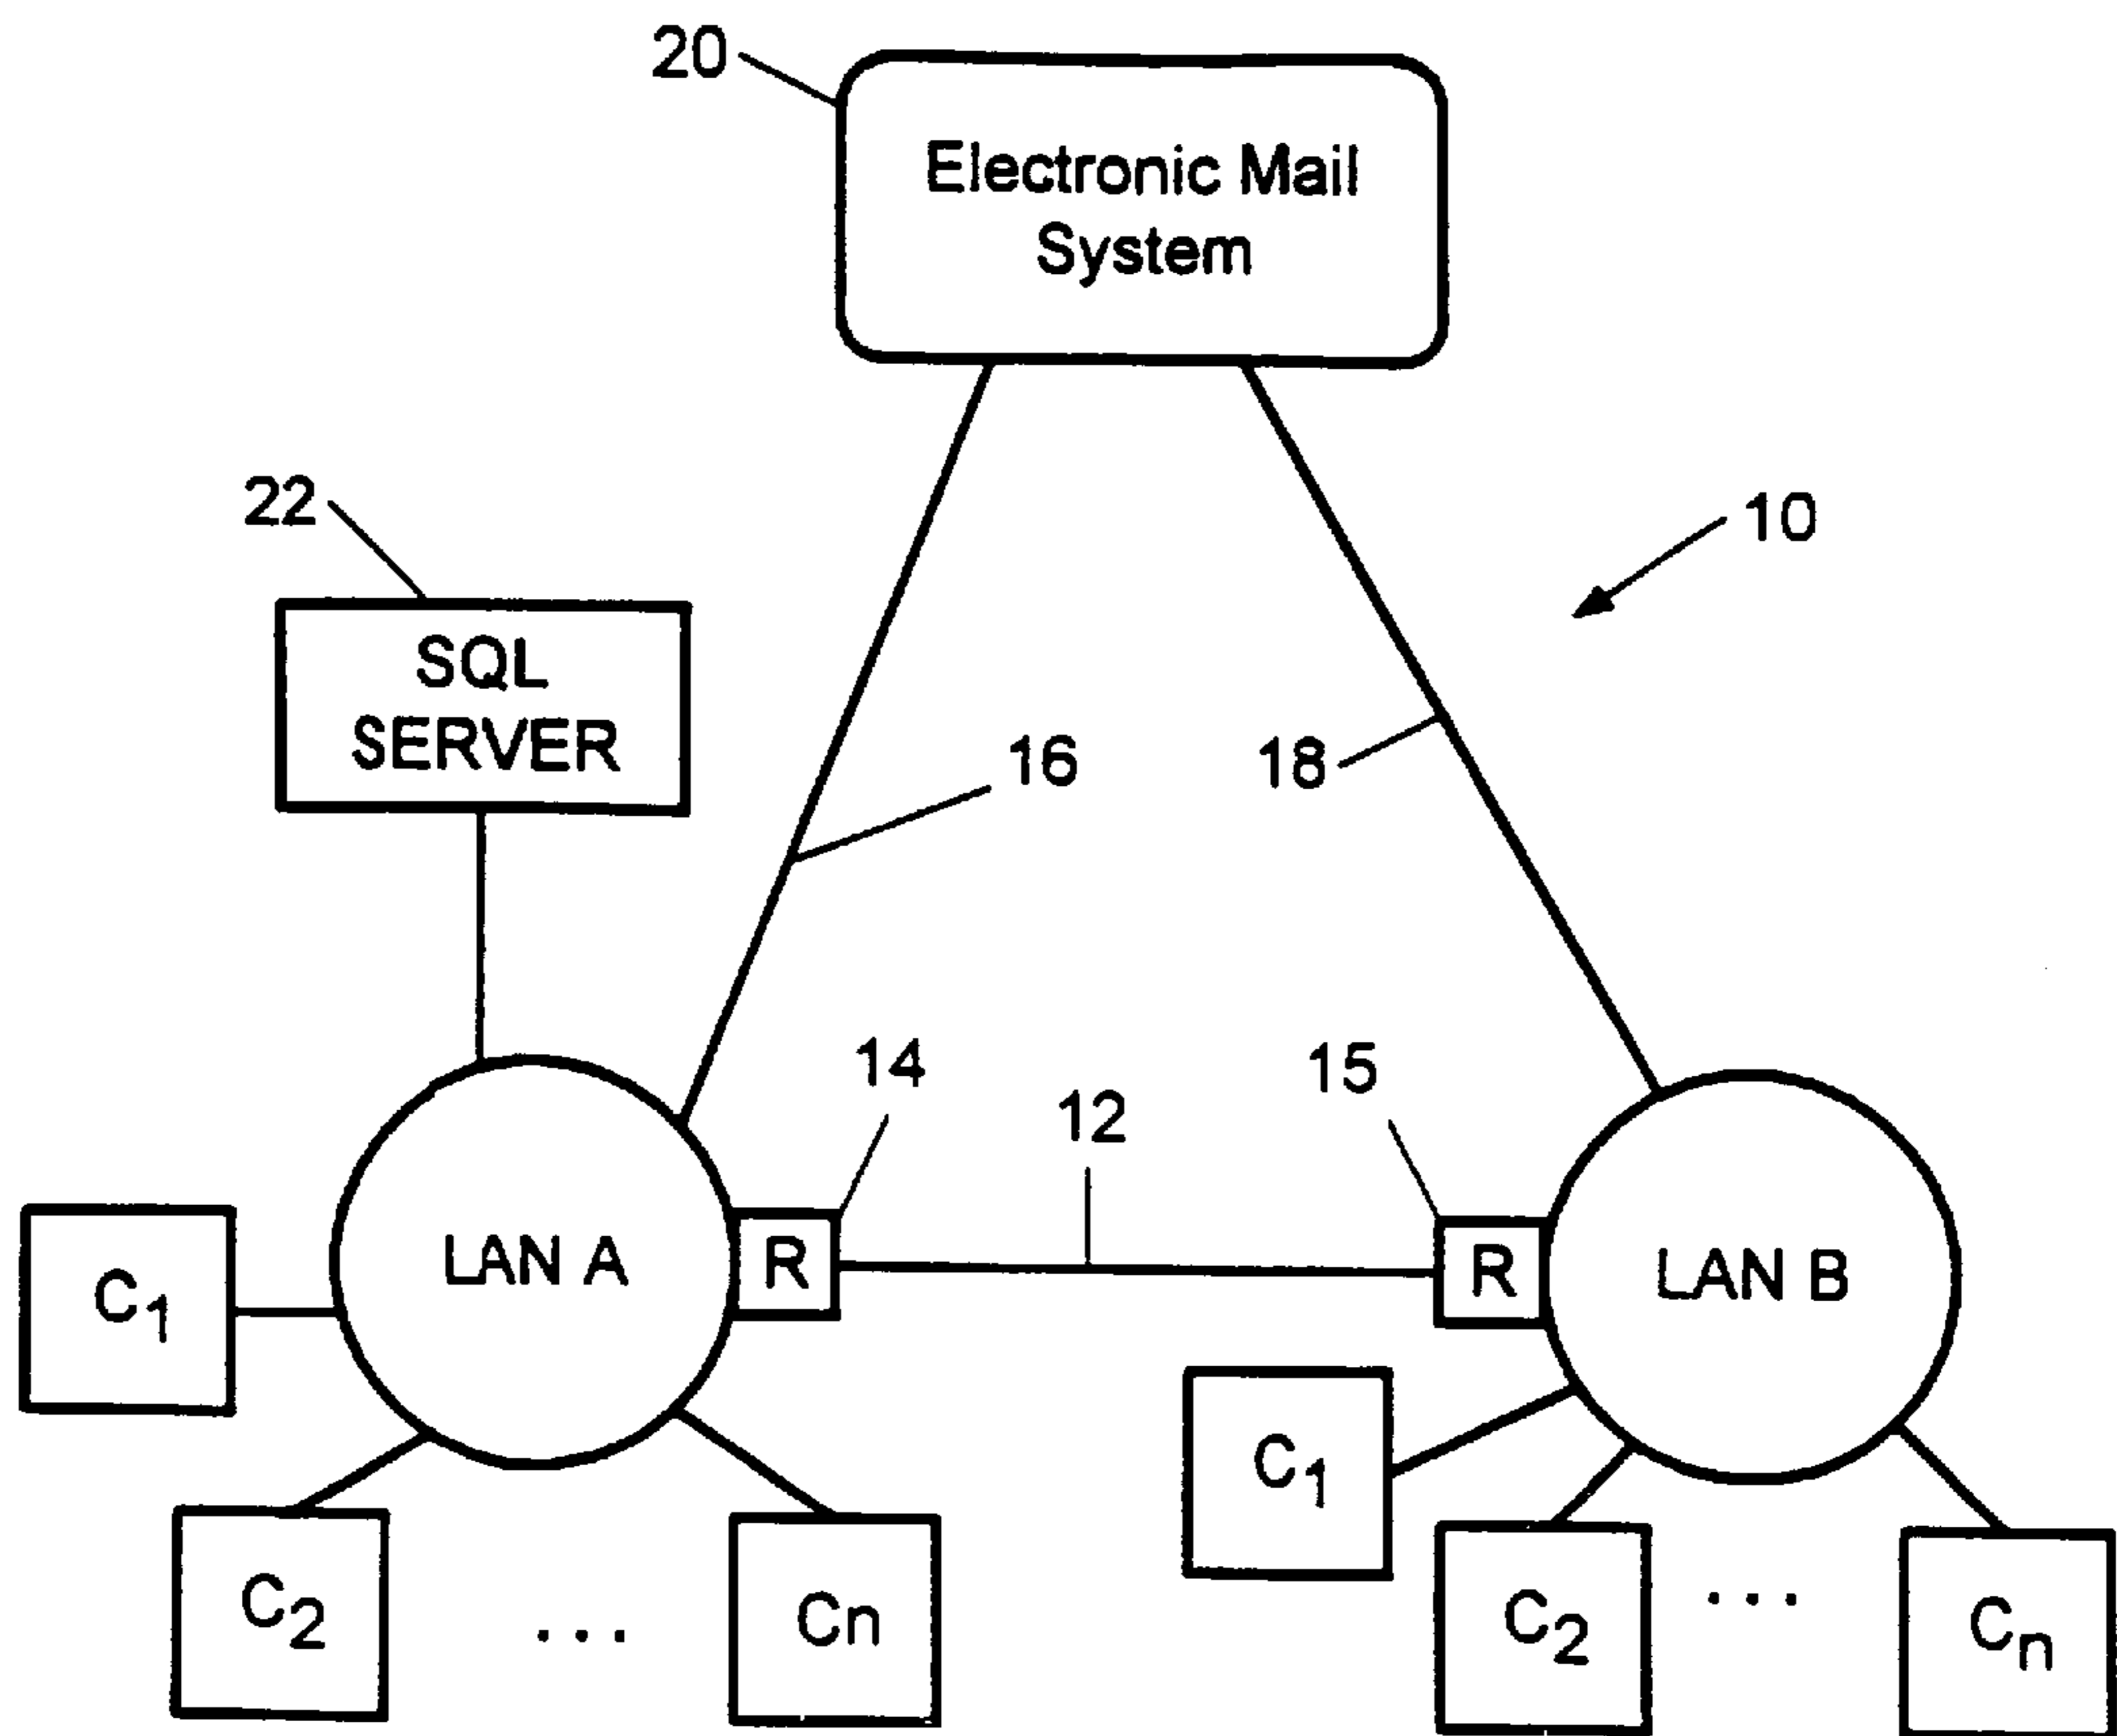 20
Electronic Mail
System
22
10
SQL
SERVER
16
18
14
12
15
LAN A
R
R
LAN B
C1
C1
C2
...
Cn
C2
...
Cn